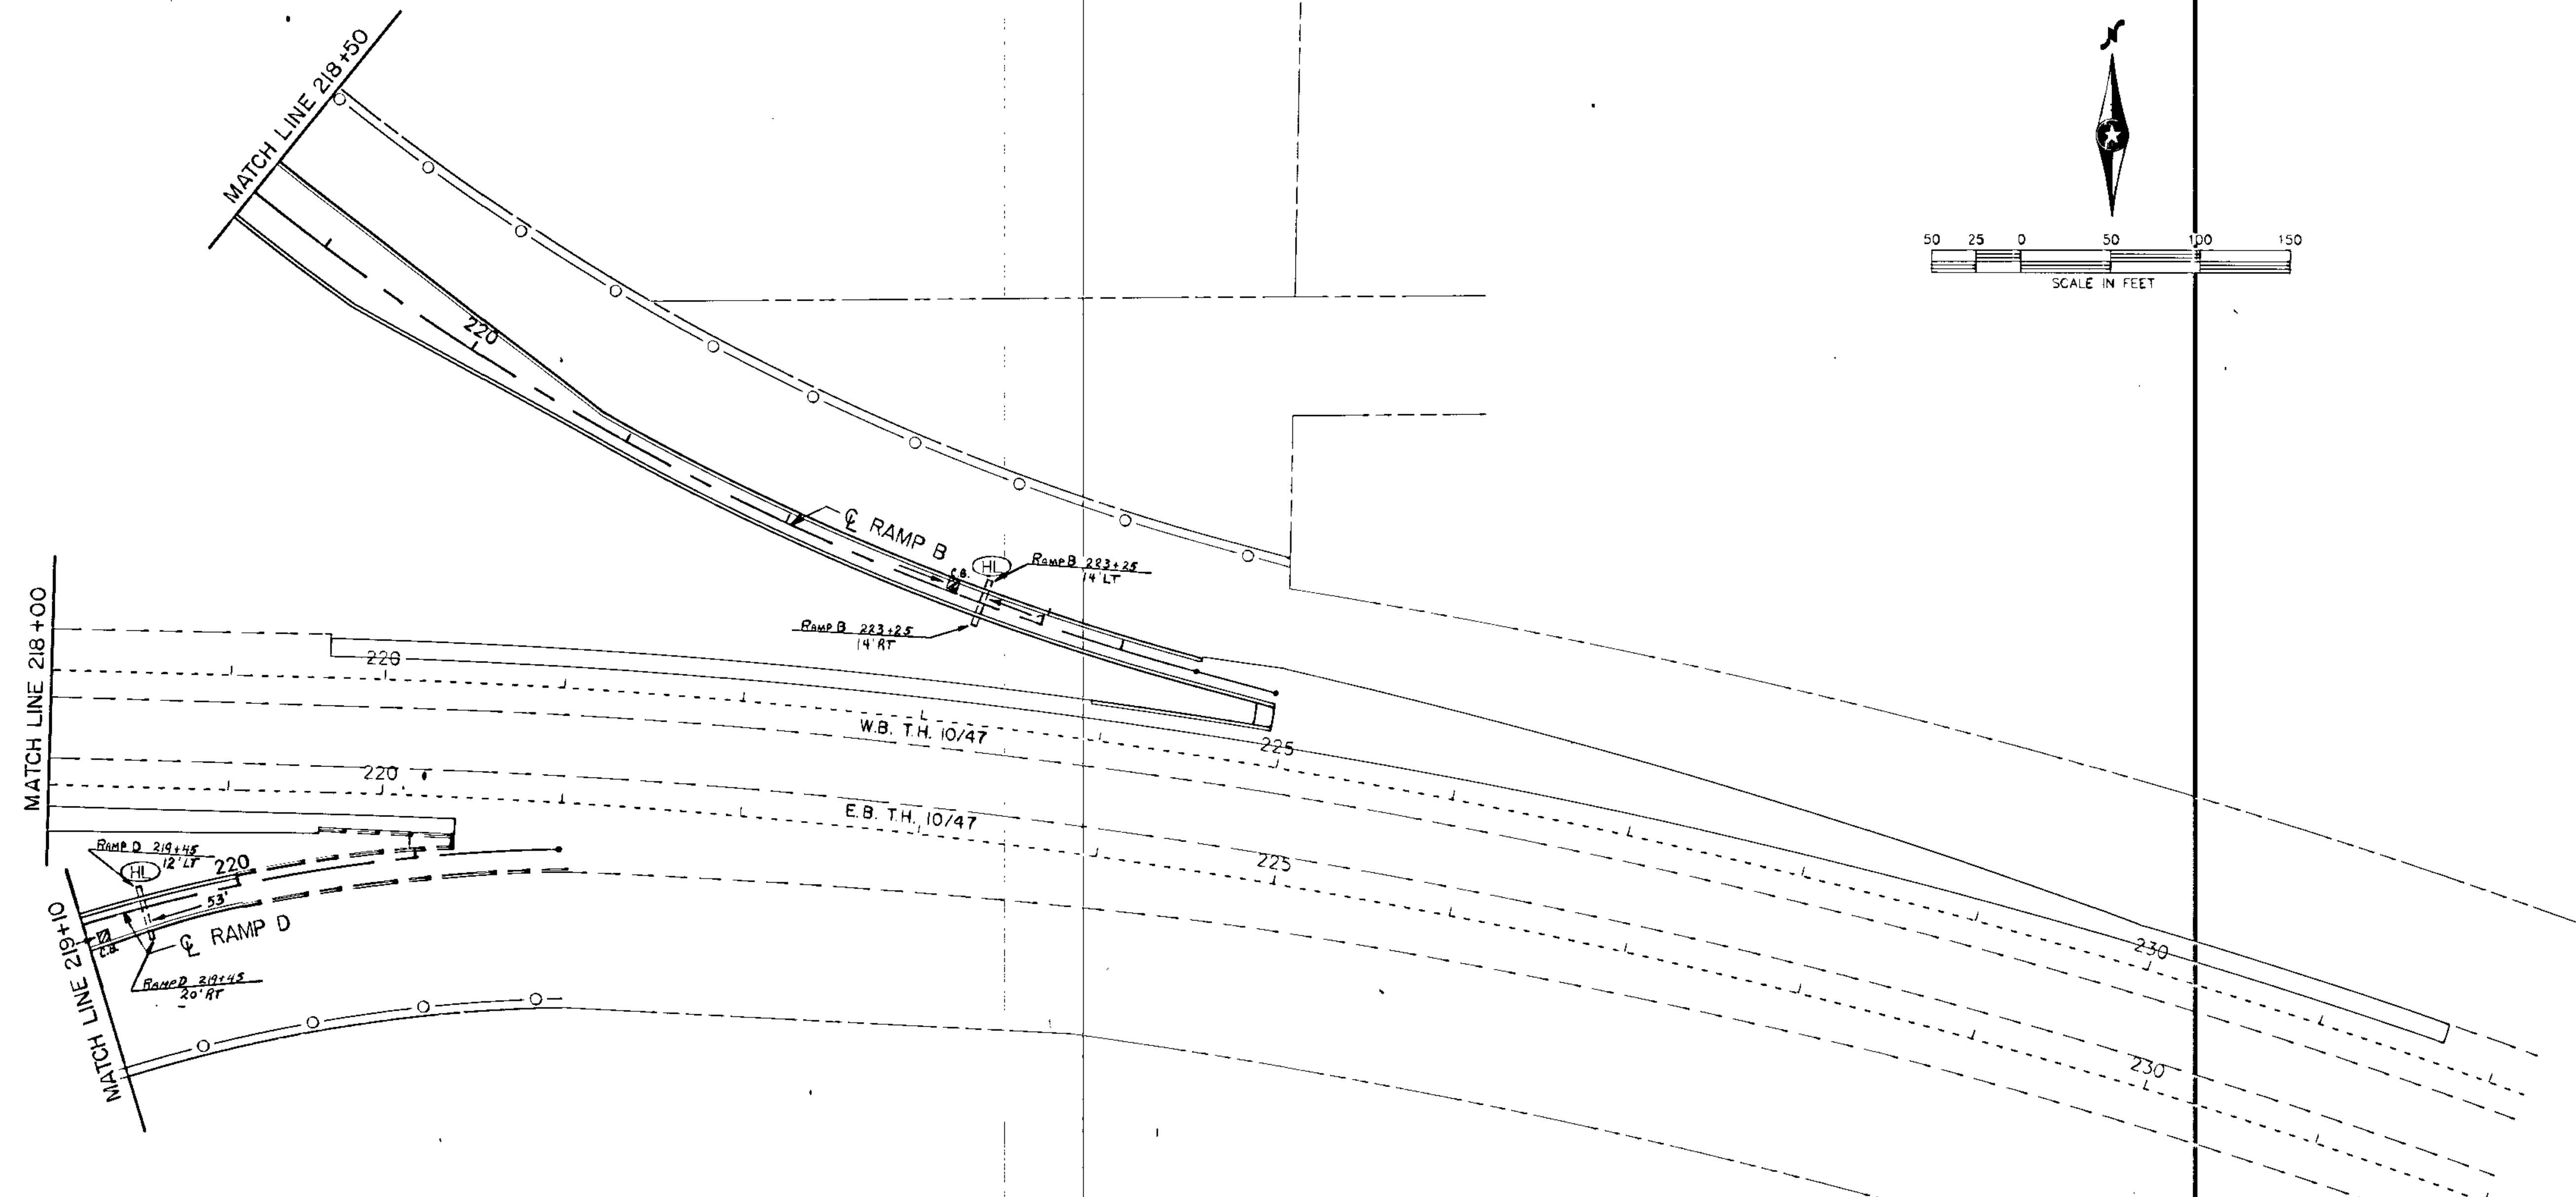 MATCH LINE 218+50
N
50 25 0 50 100 150
SCALE IN FEET
220
℄ RAMP B
C.B.
HL
RAMP B 223+25
14' LT
RAMP B 223+25
14' RT
MATCH LINE 218+00
220
W.B. T.H. 10/47
225
220
E.B. T.H. 10/47
225
230
230
RAMP D 219+45
12' LT
HL
220
53'
℄ RAMP D
C.B.
RAMP D 219+45
20' RT
MATCH LINE 219+10